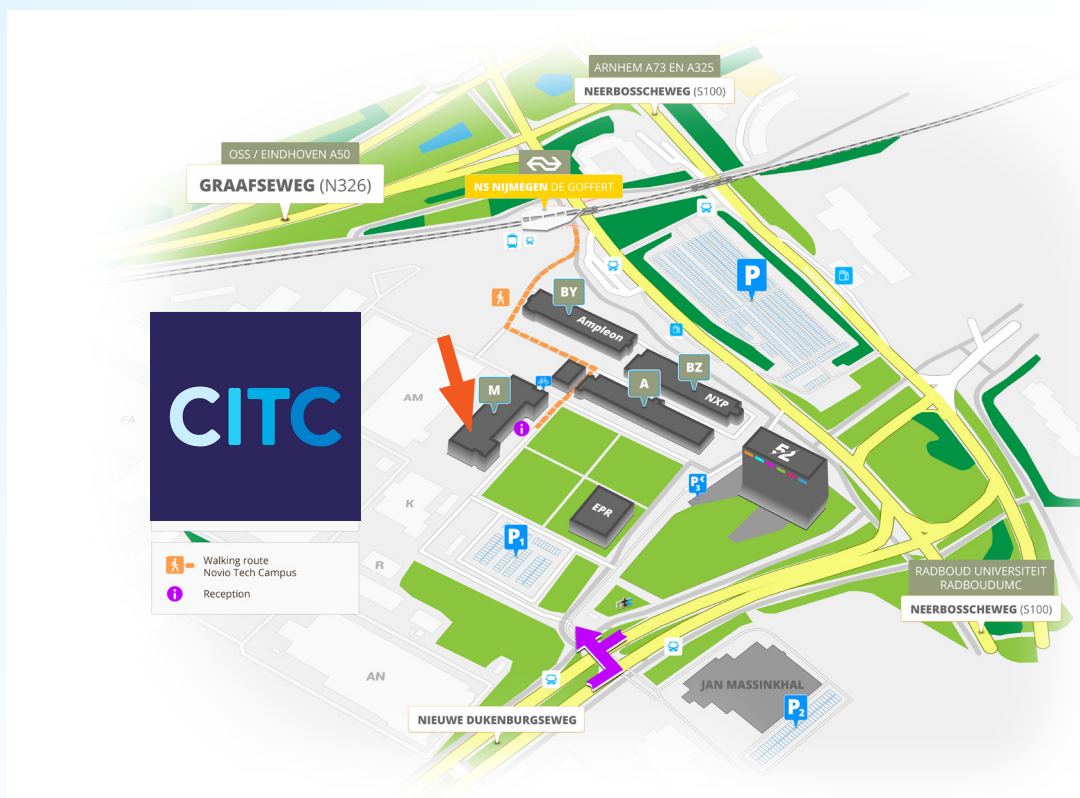 ARNHEM A73 EN A325
NEERBOSSCHEWEG (S100)
OSS / EINDHOVEN A50
GRAAFSEWEG (N326)
NS NIJMEGEN DE GOFFERT
P
BY
Ampleon
BZ
NXP
A
M
i
AM
FA
CITC
52
P3€
K
EPR
P1
R
Walking route
Novio Tech Campus
i
Reception
RADBOUD UNIVERSITEIT
RADBOUDUMC
NEERBOSSCHEWEG (S100)
AN
JAN MASSINKHAL
P2
NIEUWE DUKENBURGSEWEG